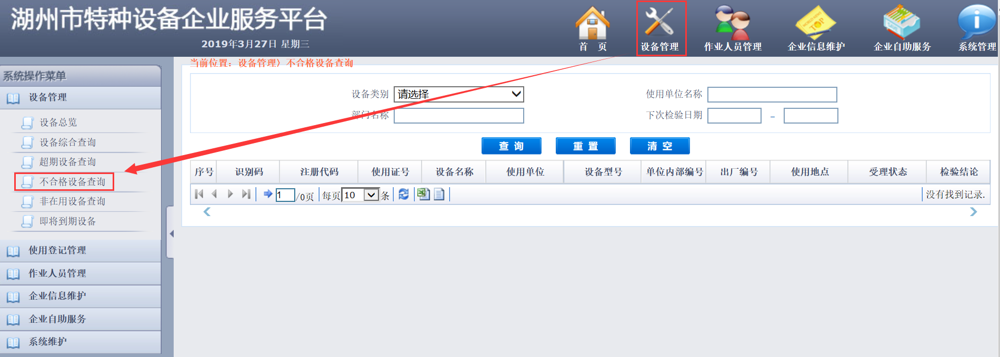 湖州市特种设备企业服务平台
2019年3月27日 星期三
首 页
设备管理
作业人员管理
企业信息维护
企业自助服务
系统管理
WORLD NEWS
TOP
SAVE
系统操作菜单
设备管理
设备总览
设备综合查询
超期设备查询
不合格设备查询
非在用设备查询
即将到期设备
使用登记管理
作业人员管理
企业信息维护
企业自助服务
系统维护
当前位置：设备管理〉不合格设备查询
设备类别 请选择 使用单位名称
部门名称 下次检验日期 –
查 询 重 置 清 空
序号 识别码 注册代码 使用证号 设备名称 使用单位 设备型号 单位内部编号 出厂编号 使用地点 受理状态 检验结论
1 /0页 每页 10 条 没有找到记录.